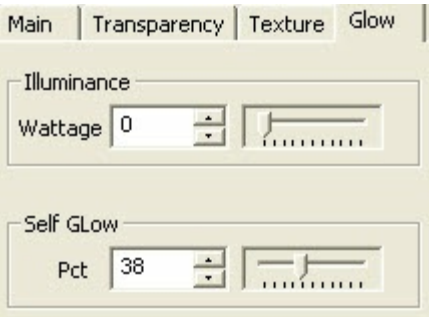 Main Transparency Texture Glow
Illuminance
Wattage 0
Self GLow
Pct 38